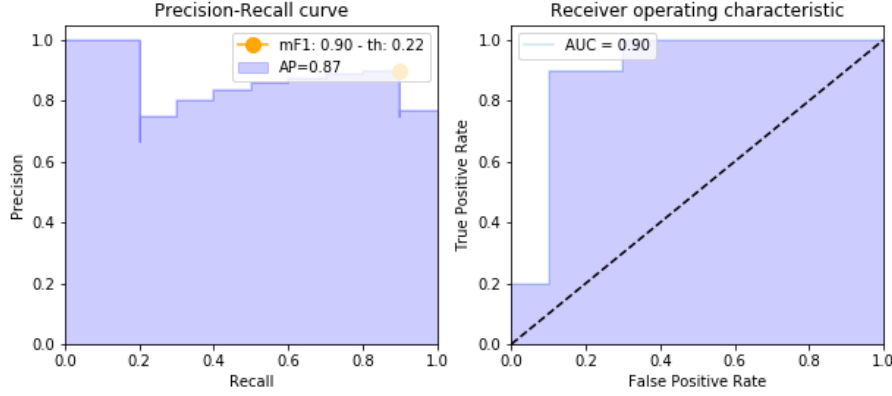 Precision-Recall curve
1.0
0.8
0.6
0.4
0.2
0.0
Precision
mF1: 0.90 - th: 0.22
AP=0.87
0.0 0.2 0.4 0.6 0.8 1.0
Recall
Receiver operating characteristic
1.0
0.8
0.6
0.4
0.2
0.0
True Positive Rate
AUC = 0.90
0.0 0.2 0.4 0.6 0.8 1.0
False Positive Rate